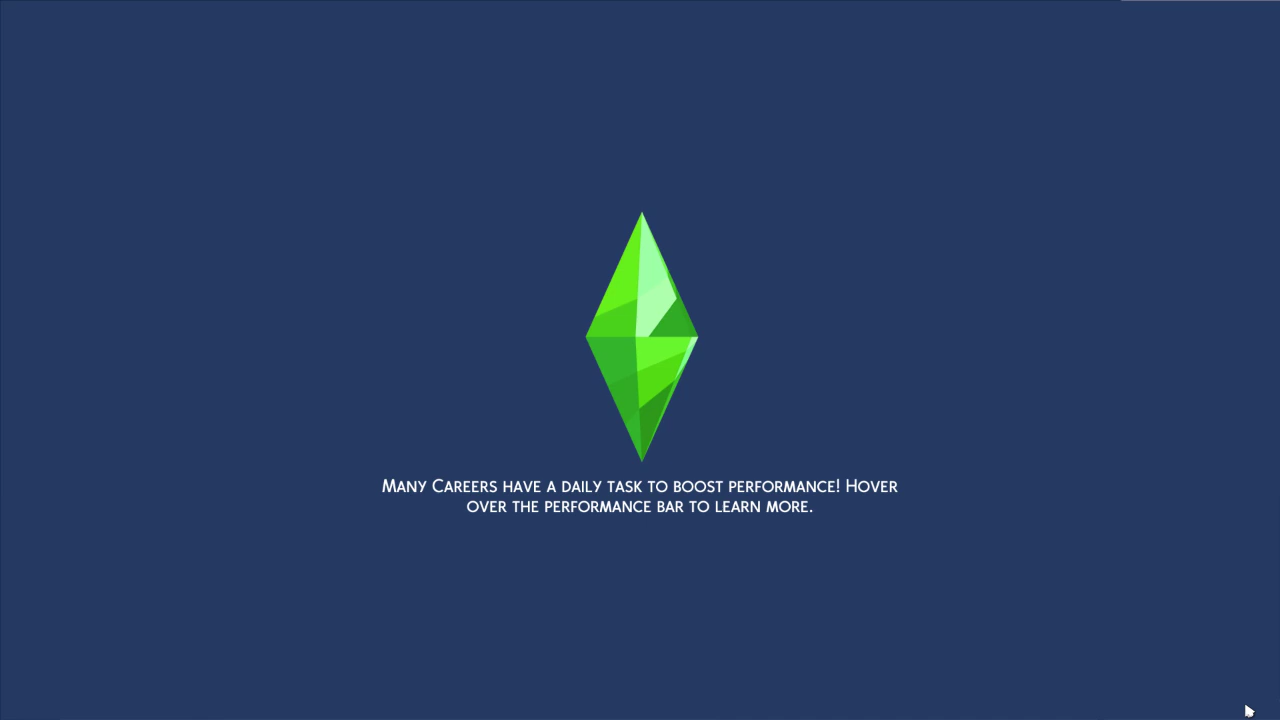 Many Careers have a daily task to boost performance! Hover
over the performance bar to learn more.